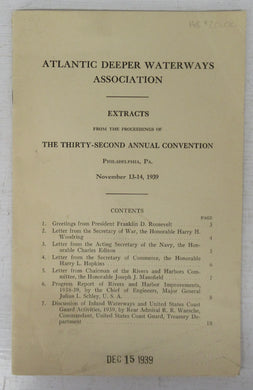 ATLANTIC DEEPER WATERWAYS
ASSOCIATION
EXTRACTS
FROM THE PROCEEDINGS OF
THE THIRTY-SECOND ANNUAL CONVENTION
PHILADELPHIA, PA.
November 13-14, 1939
CONTENTS
PAGE
1. Greetings from President Franklin D. Roosevelt 3
2. Letter from the Secretary of War, the Honorable Harry H.
Woodring 4
3. Letter from the Acting Secretary of the Navy, the Honorable
Charles Edison
4. Letter from the Secretary of Commerce, the Honorable
Harry L. Hopkins
5. Letter from Chairman of the Rivers and Harbors Committee,
the Honorable Joseph J. Mansfield
6. Progress Report of Rivers and Harbor Improvements,
1938-39, by the Chief of Engineers, Major General
Julian L. Schley, U. S. A.
7. Discussion of Inland Waterways and United States Coast
Guard Activities, 1939, by Rear Admiral R. R. Waesche,
Commandant, United States Coast Guard, Treasury De-
partment
DEC 15 1939